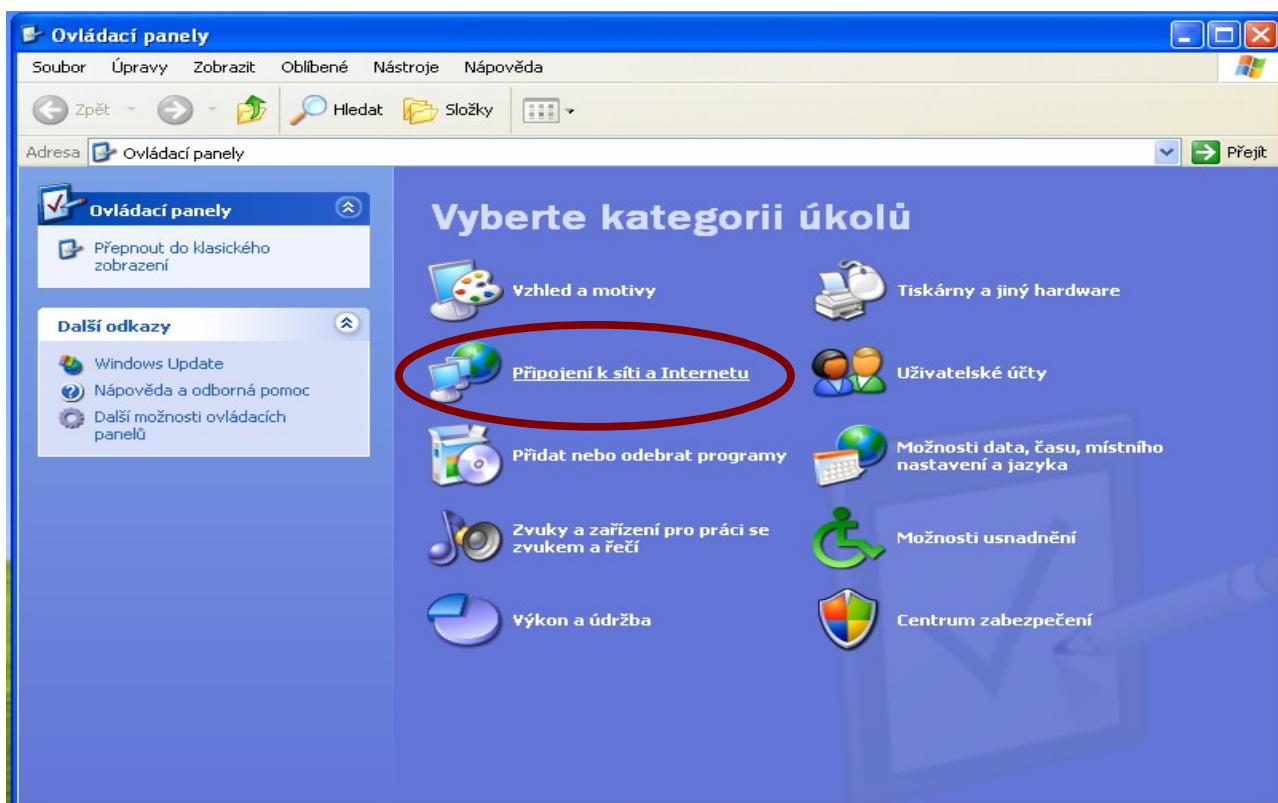 Ovládací panely
Soubor Úpravy Zobrazit Oblíbené Nástroje Nápověda
Zpět Hledat Složky
Adresa Ovládací panely Přejít
Ovládací panely
Přepnout do klasického
zobrazení
Další odkazy
Windows Update
Nápověda a odborná pomoc
Další možnosti ovládacích
panelů
Vyberte kategorii úkolů
Vzhled a motivy
Tiskárny a jiný hardware
Připojení k síti a Internetu
Uživatelské účty
Přidat nebo odebrat programy
Možnosti data, času, místního
nastavení a jazyka
Zvuky a zařízení pro práci se
zvukem a řečí
Možnosti usnadnění
Výkon a údržba
Centrum zabezpečení